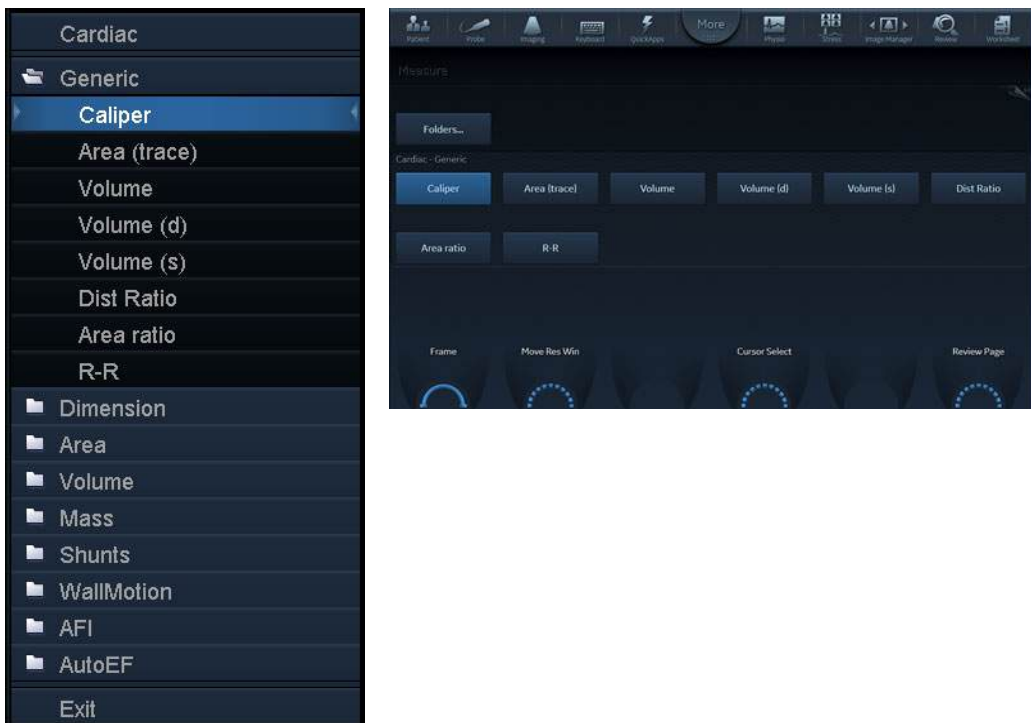 Cardiac
Generic
Caliper
Area (trace)
Volume
Volume (d)
Volume (s)
Dist Ratio
Area ratio
R-R
Dimension
Area
Volume
Mass
Shunts
WallMotion
AFI
AutoEF
Exit
Patient Probe Imaging Keyboard QuickApps More Physio Stress Image Manager Review Worksheet
Measure
Folders...
Cardiac - Generic
Caliper Area (trace) Volume Volume (d) Volume (s) Dist Ratio
Area ratio R-R
Frame Move Res Win Cursor Select Review Page